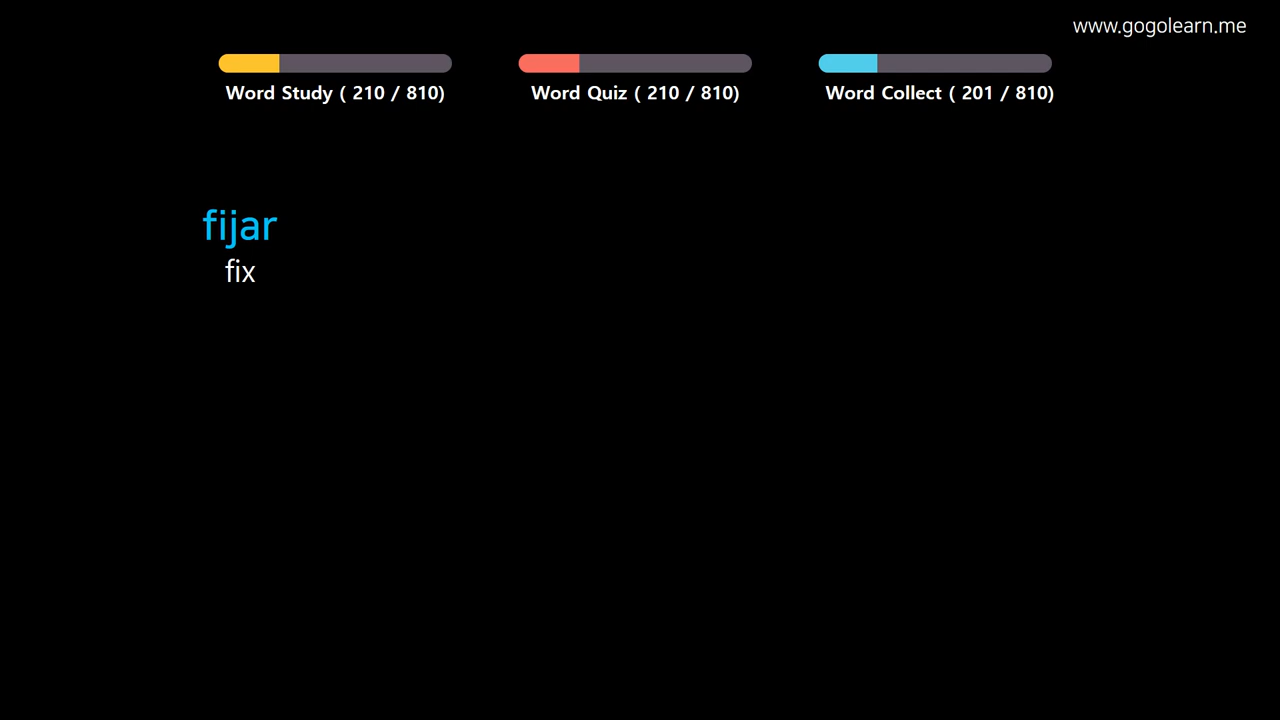 www.gogolearn.me
Word Study ( 210 / 810)
Word Quiz ( 210 / 810)
Word Collect ( 201 / 810)
fijar
fix